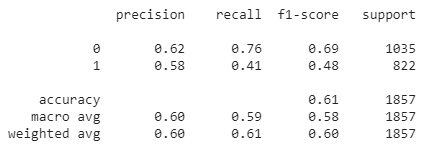 precision recall f1-score support
0 0.62 0.76 0.69 1035
1 0.58 0.41 0.48 822
accuracy 0.61 1857
macro avg 0.60 0.59 0.58 1857
weighted avg 0.60 0.61 0.60 1857